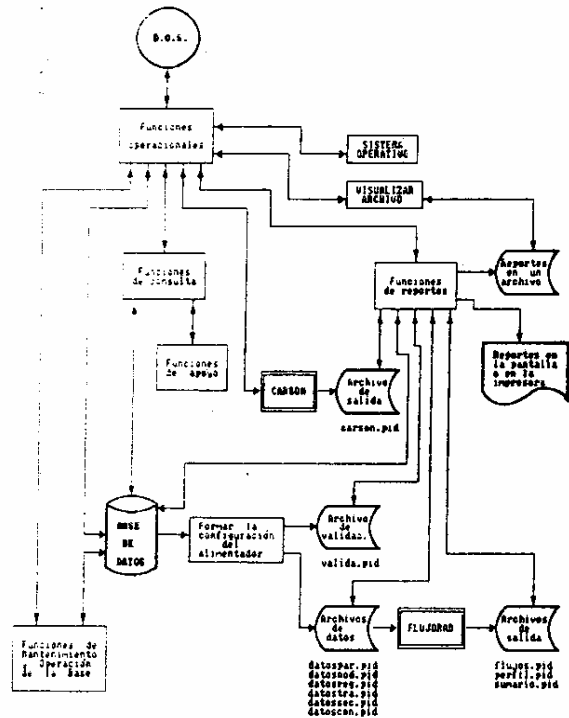 D.O.S.
Funciones
operacionales
SISTEMA
OPERATIVO
VISUALIZAR
ARCHIVO
Funciones
de consulta
Funciones
de reportes
Reportes
en un
archivo
Funciones
de apoyo
CARSON
Archivo
de
salida
carson.pid
Reportes en
la pantalla
o en la
impresora
BASE
DE
DATOS
Formar la
configuración
del
alimentador
Archivo
de
validac.
valida.pid
Archivos
de
datos
FLUJORAD
Archivos
de
salida
Funciones de
Mantenimiento
y Operación
de la Base
datospar.pid
datosnod.pid
datosreg.pid
datostra.pid
datossec.pid
datoscon.pid
flujos.pid
perfil.pid
sumario.pid